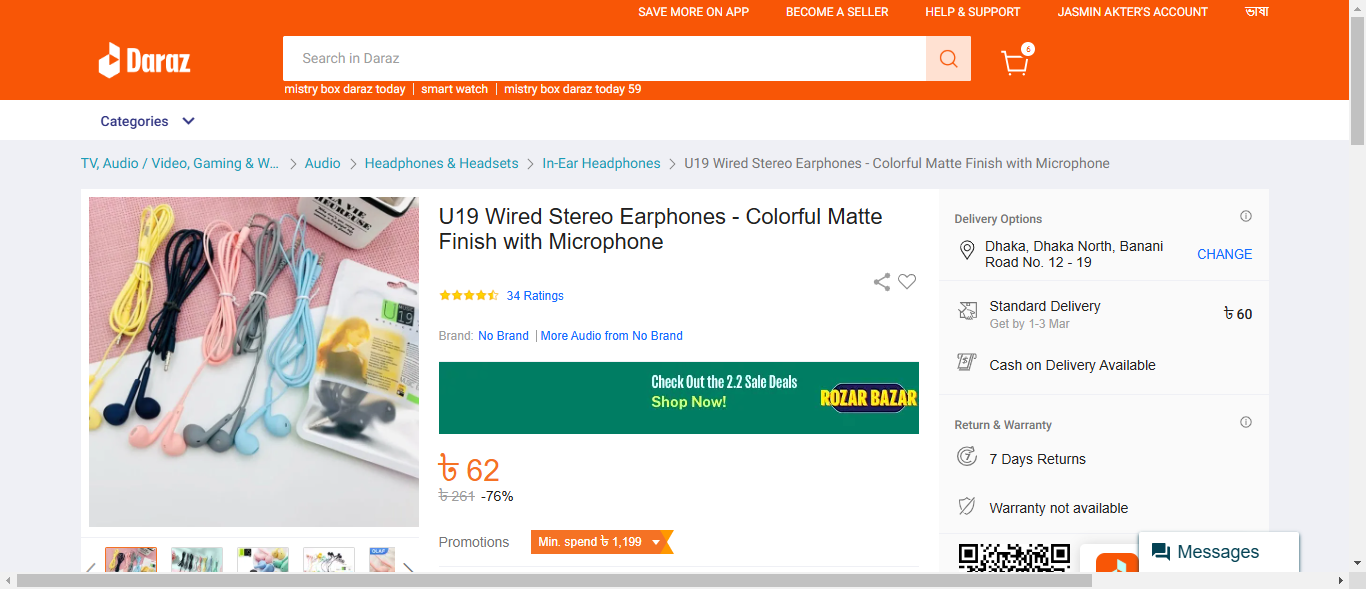 SAVE MORE ON APP BECOME A SELLER HELP & SUPPORT JASMIN AKTER'S ACCOUNT ভাষা
Daraz
Search in Daraz
6
mistry box daraz today smart watch mistry box daraz today 59
Categories
TV, Audio / Video, Gaming & W... Audio Headphones & Headsets In-Ear Headphones U19 Wired Stereo Earphones - Colorful Matte Finish with Microphone
U19
U19 Wired Stereo Earphones - Colorful Matte
Finish with Microphone
34 Ratings
Brand: No Brand | More Audio from No Brand
Check Out the 2.2 Sale Deals
Shop Now!
ROZAR BAZAR
৳ 62
৳ 261 -76%
Promotions Min. spend ৳ 1,199
Delivery Options
Dhaka, Dhaka North, Banani
Road No. 12 - 19
CHANGE
Standard Delivery
৳ 60
Get by 1-3 Mar
Cash on Delivery Available
Return & Warranty
7 Days Returns
Warranty not available
Messages